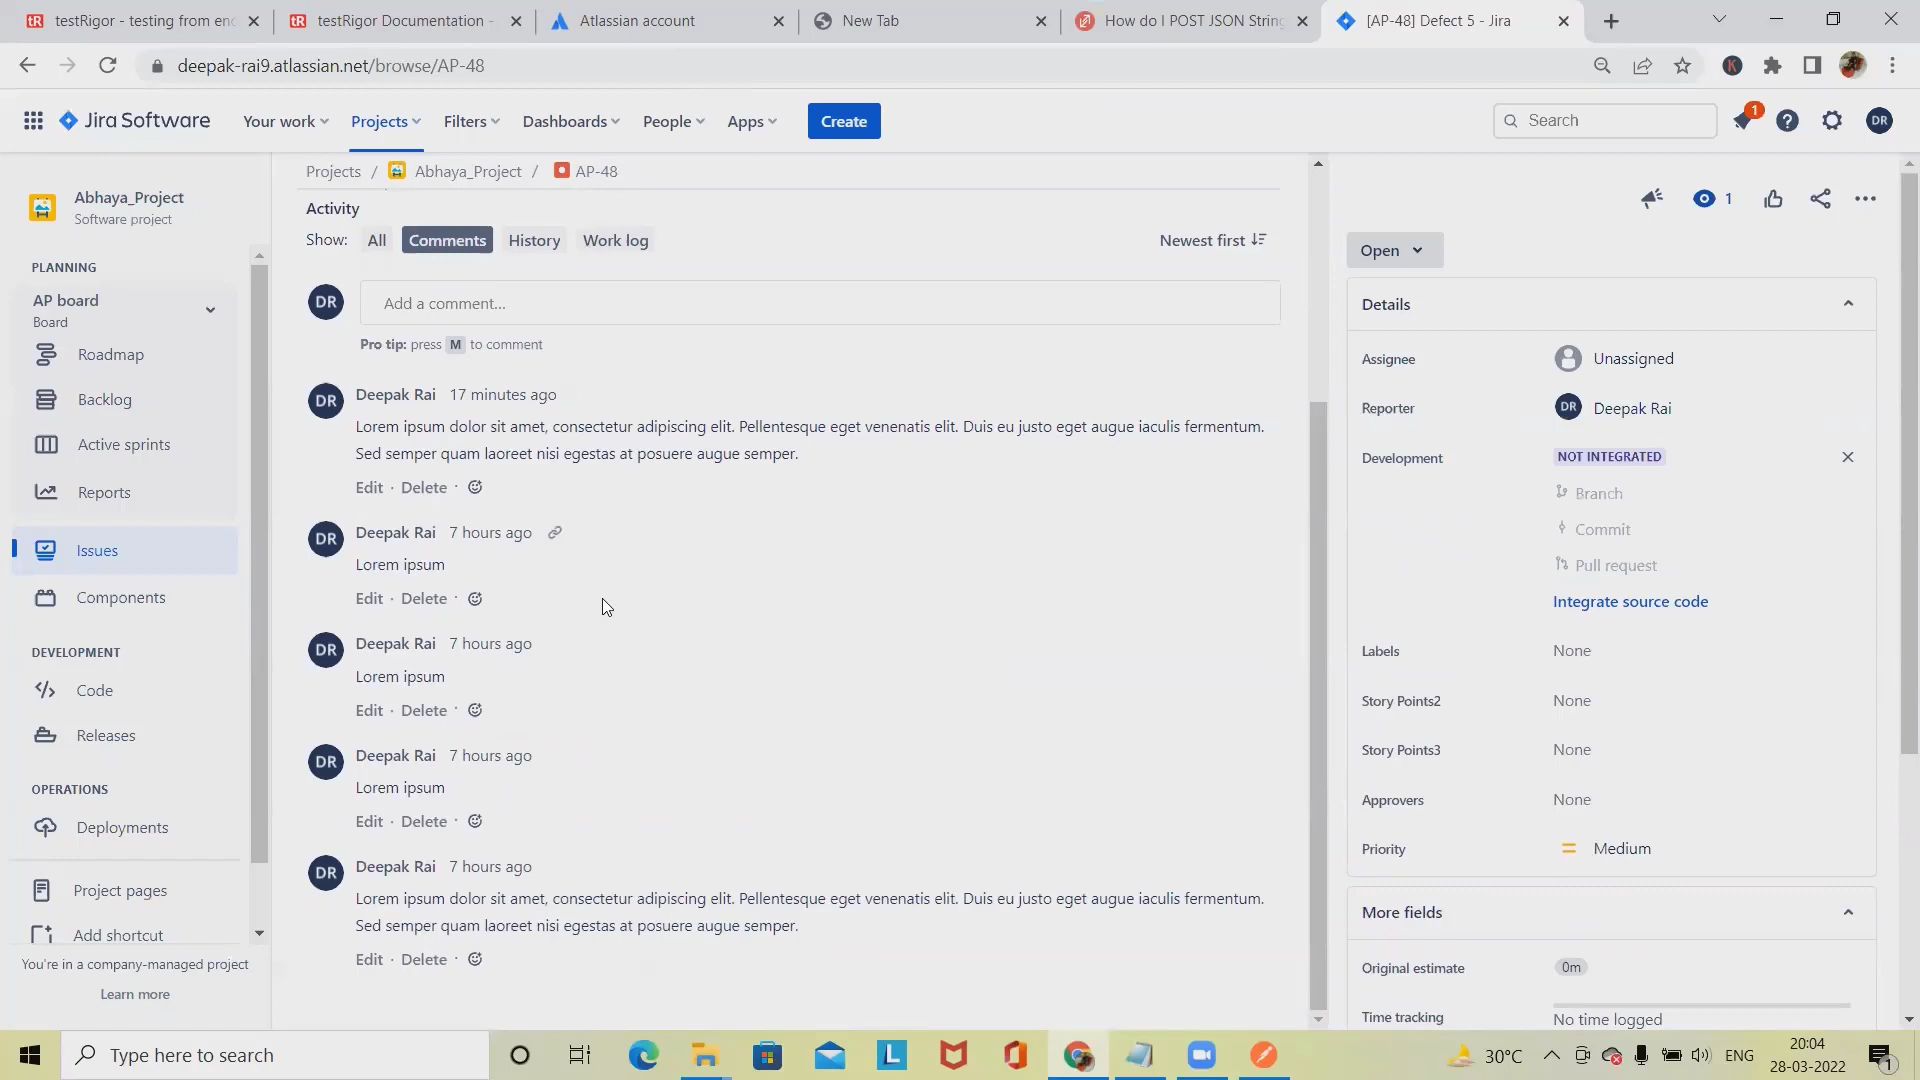 testRigor - testing from en
testRigor Documentation -
Atlassian account
New Tab
How do I POST JSON String
[AP-48] Defect 5 - Jira
deepak-rai9.atlassian.net/browse/AP-48
Jira Software
Your work
Projects
Filters
Dashboards
People
Apps
Create
Search
1
DR
Abhaya_Project
Software project
PLANNING
AP board
Board
Roadmap
Backlog
Active sprints
Reports
Issues
Components
DEVELOPMENT
Code
Releases
OPERATIONS
Deployments
Project pages
Add shortcut
You're in a company-managed project
Learn more
Projects / Abhaya_Project / AP-48
Activity
Show: All Comments History Work log
Newest first
DR
Add a comment...
Pro tip: press M to comment
DR
Deepak Rai 17 minutes ago
Lorem ipsum dolor sit amet, consectetur adipiscing elit. Pellentesque eget venenatis elit. Duis eu justo eget augue iaculis fermentum.
Sed semper quam laoreet nisi egestas at posuere augue semper.
Edit · Delete ·
DR
Deepak Rai 7 hours ago
Lorem ipsum
Edit · Delete ·
DR
Deepak Rai 7 hours ago
Lorem ipsum
Edit · Delete ·
DR
Deepak Rai 7 hours ago
Lorem ipsum
Edit · Delete ·
DR
Deepak Rai 7 hours ago
Lorem ipsum dolor sit amet, consectetur adipiscing elit. Pellentesque eget venenatis elit. Duis eu justo eget augue iaculis fermentum.
Sed semper quam laoreet nisi egestas at posuere augue semper.
Edit · Delete ·
1
Open
Details
Assignee
Unassigned
Reporter
DR Deepak Rai
Development
NOT INTEGRATED
Branch
Commit
Pull request
Integrate source code
Labels
None
Story Points2
None
Story Points3
None
Approvers
None
Priority
Medium
More fields
Original estimate
0m
Time tracking
No time logged
Type here to search
30°C
ENG
20:04
28-03-2022
1